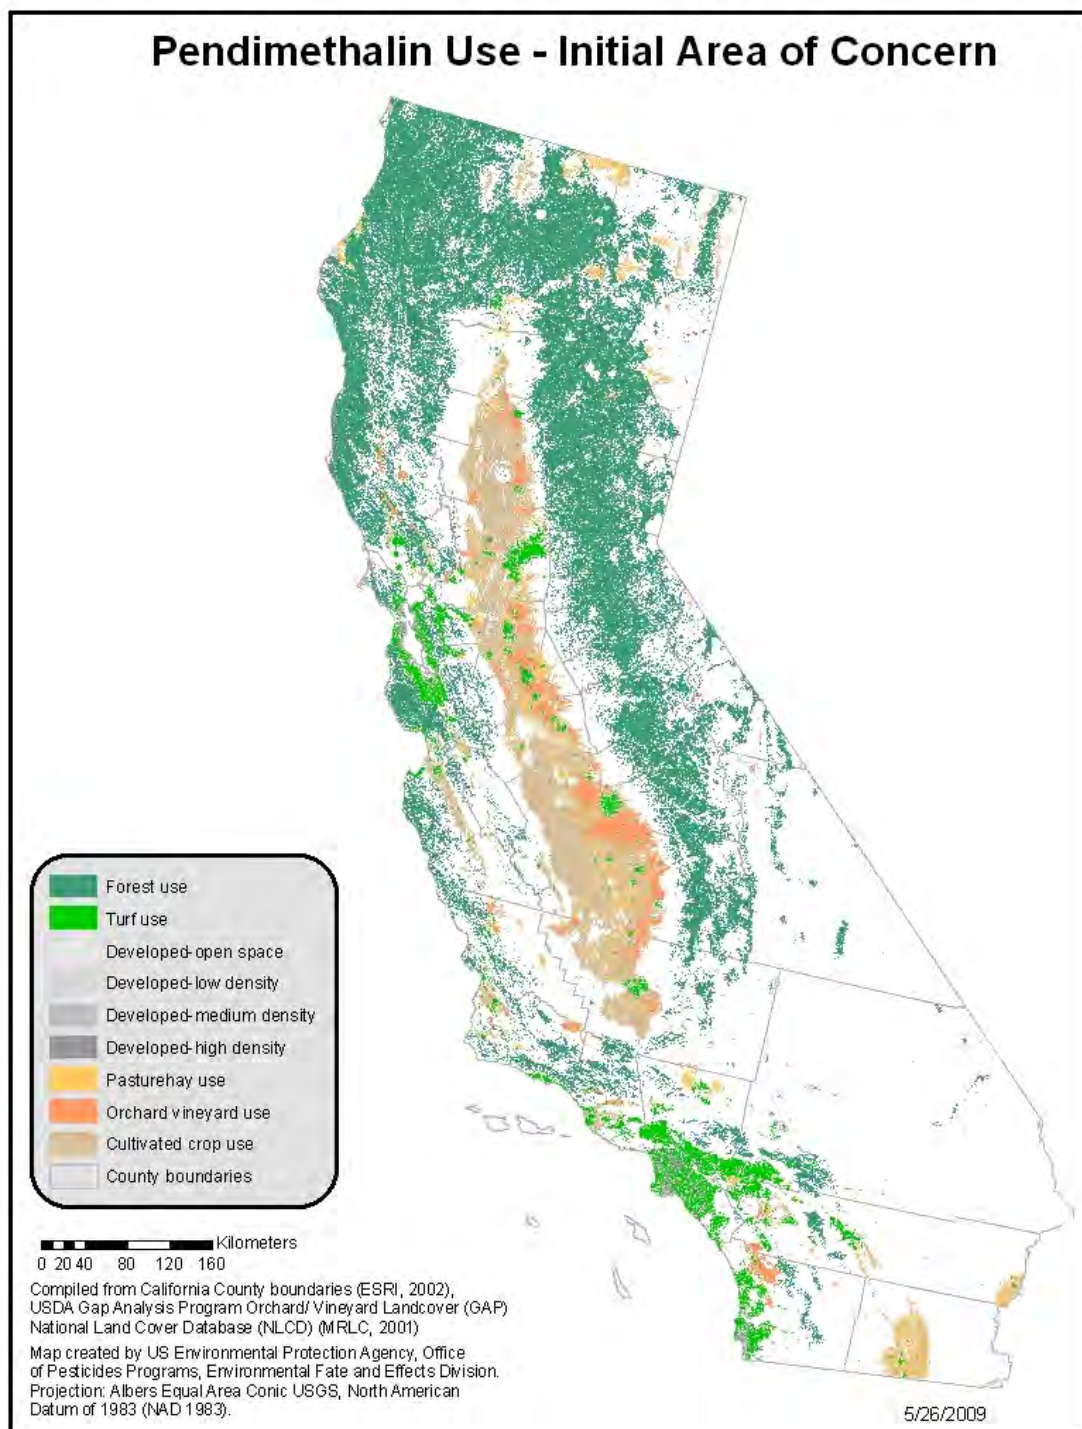 Pendimethalin Use - Initial Area of Concern
Forest use
Turf use
Developed-open space
Developed-low density
Developed-medium density
Developed-high density
Pasturehay use
Orchard vineyard use
Cultivated crop use
County boundaries
Kilometers
0 20 40 80 120 160
Compiled from California County boundaries (ESRI, 2002),
USDA Gap Analysis Program Orchard/ Vineyard Landcover (GAP)
National Land Cover Database (NLCD) (MRLC, 2001)
Map created by US Environmental Protection Agency, Office
of Pesticides Programs, Environmental Fate and Effects Division.
Projection: Albers Equal Area Conic USGS, North American
Datum of 1983 (NAD 1983).
5/26/2009